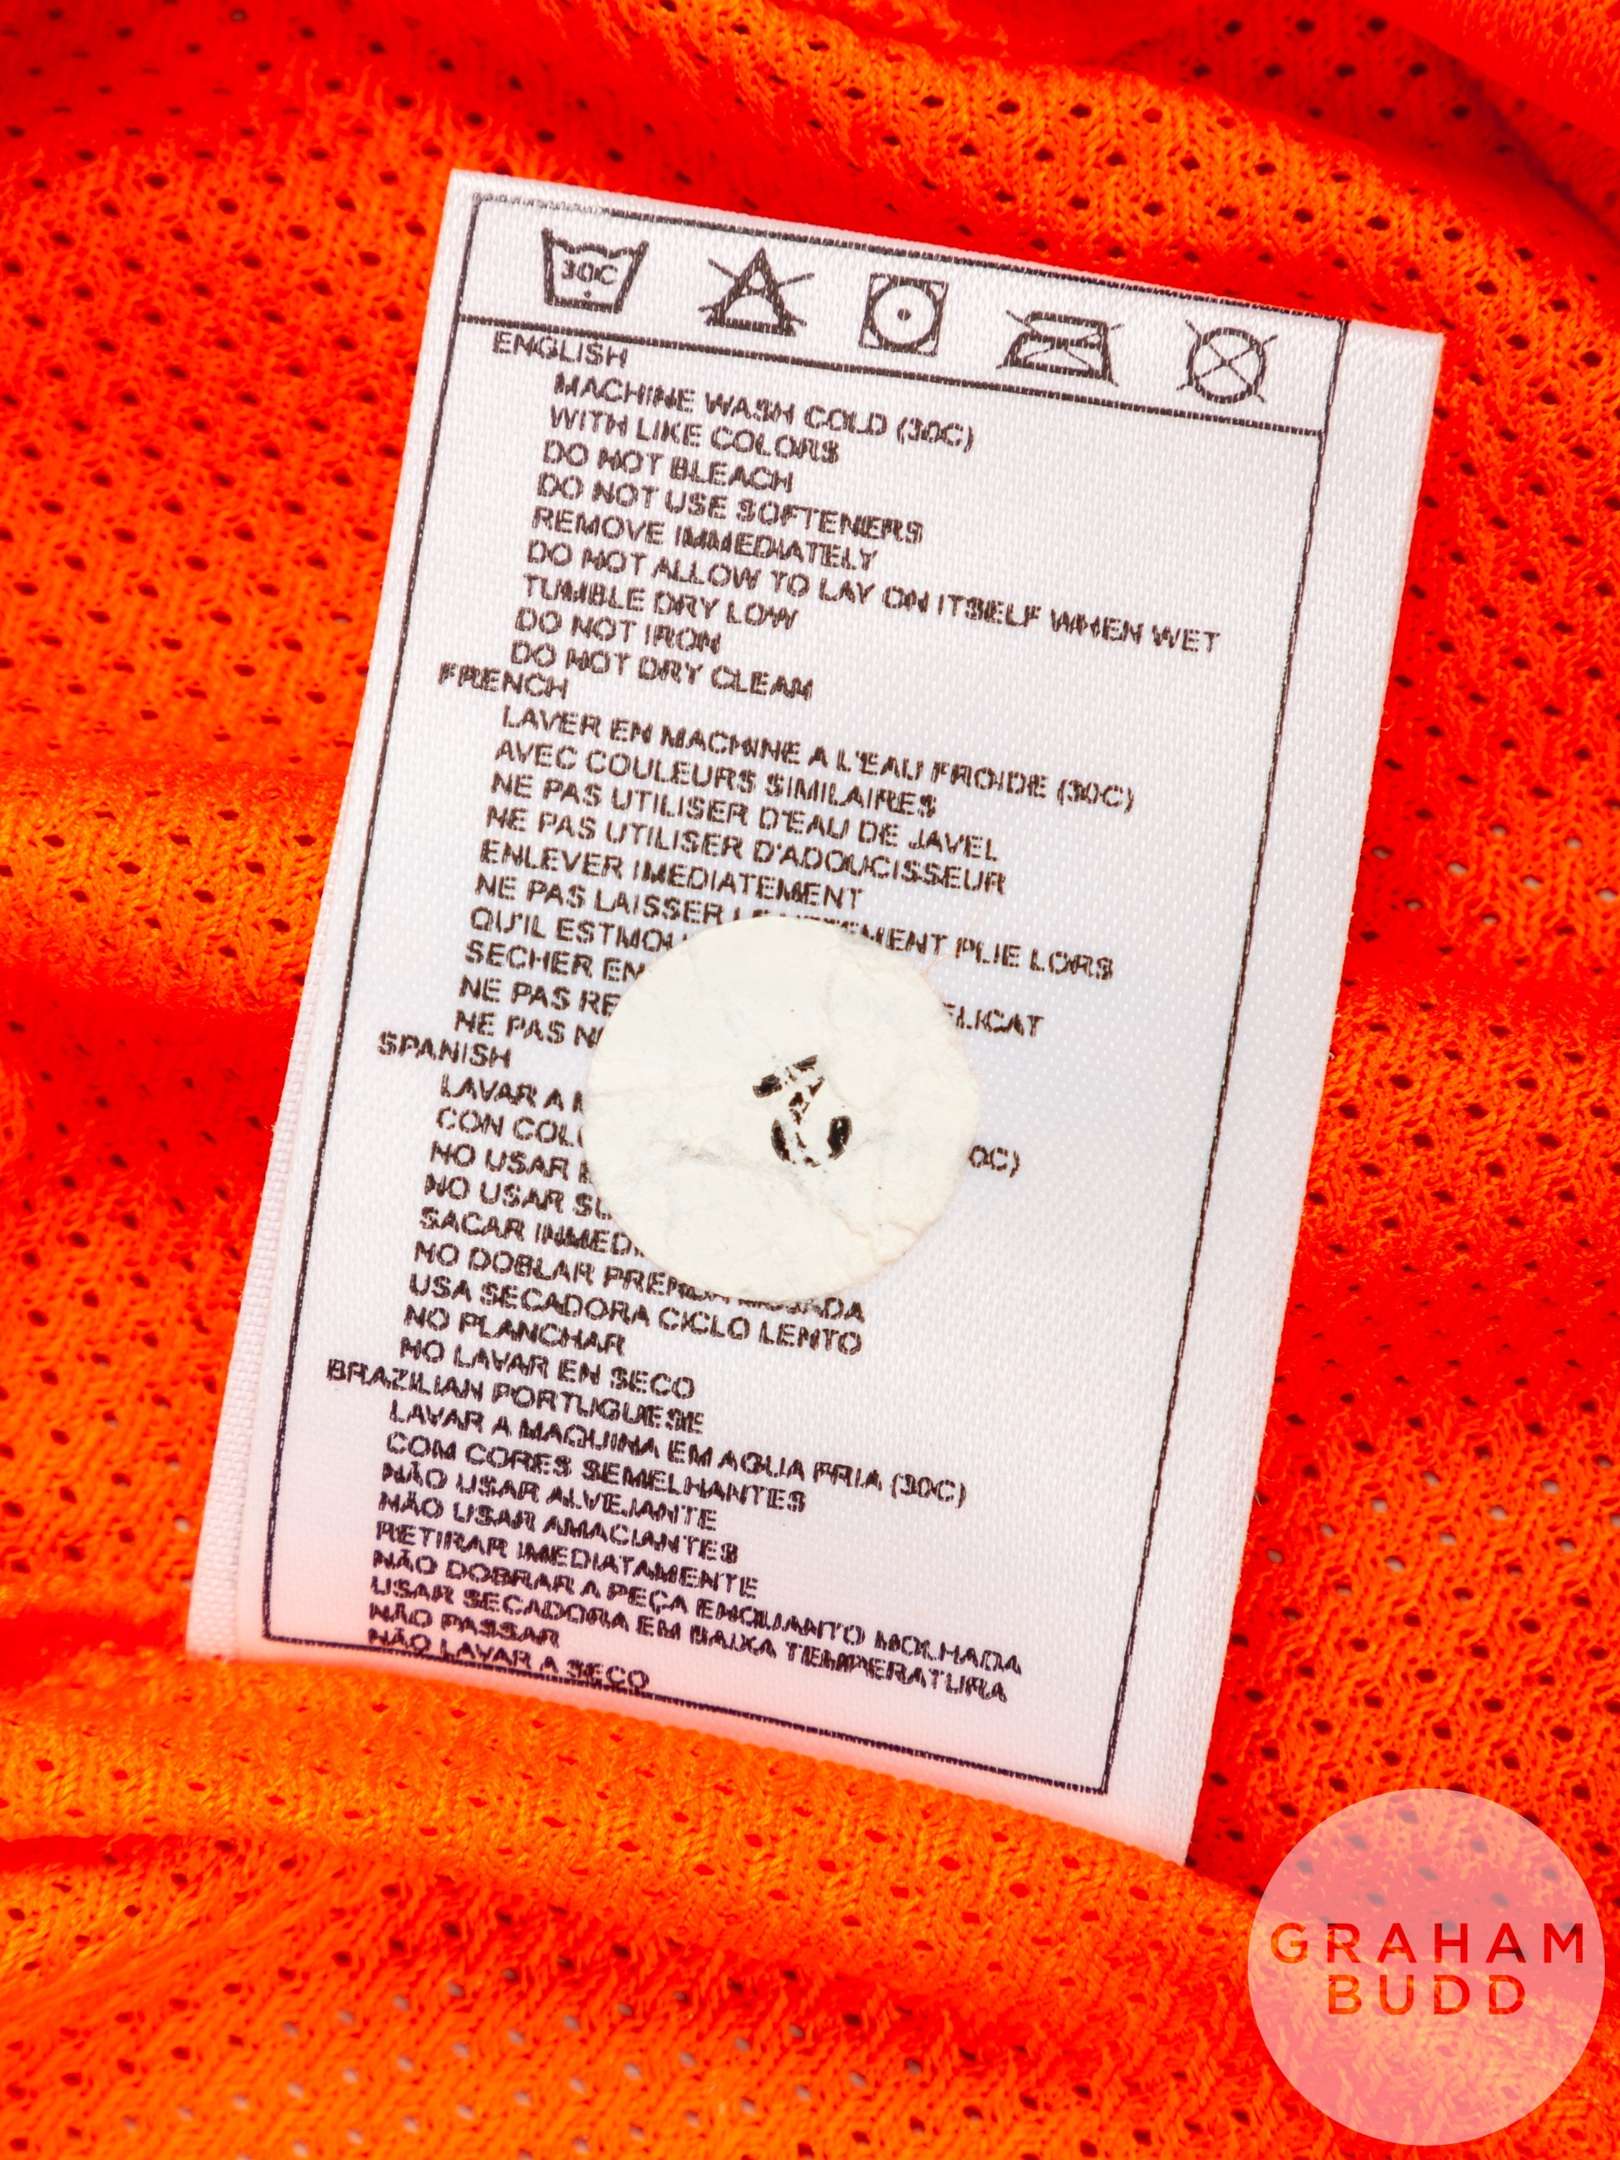 30C
ENGLISH
MACHINE WASH COLD (30C)
WITH LIKE COLORS
DO NOT BLEACH
DO NOT USE SOFTENERS
REMOVE IMMEDIATELY
DO NOT ALLOW TO LAY ON ITSELF WHEN WET
TUMBLE DRY LOW
DO NOT IRON
DO NOT DRY CLEAN
FRENCH
LAVER EN MACHINE A L'EAU FROIDE (30C)
AVEC COULEURS SIMILAIRES
NE PAS UTILISER D'EAU DE JAVEL
NE PAS UTILISER D'ADOUCISSEUR
ENLEVER IMEDIATEMENT
NE PAS LAISSER PLIE LORS
QU'IL
SECHER EN
NE PAS
NE PAS
SPANISH
LAVAR A
CON
NO USAR
NO USAR
SACAR
NO DOBLAR
USA SECADORA CICLO LENTO
NO PLANCHAR
NO LAVAR EN SECO
BRAZILIAN PORTUGUESE
LAVAR A MAQUINA EM AGUA FRIA (30C)
COM CORES SEMELHANTES
NÃO USAR ALVEJANTE
NÃO USAR AMACIANTES
RETIRAR IMEDIATAMENTE
NÃO DOBRAR A PEÇA ENQUANTO MOLHADA
USAR SECADORA EM BAIXA TEMPERATURA
NÃO PASSAR
NÃO LAVAR A SECO
GRAHAM
BUDD